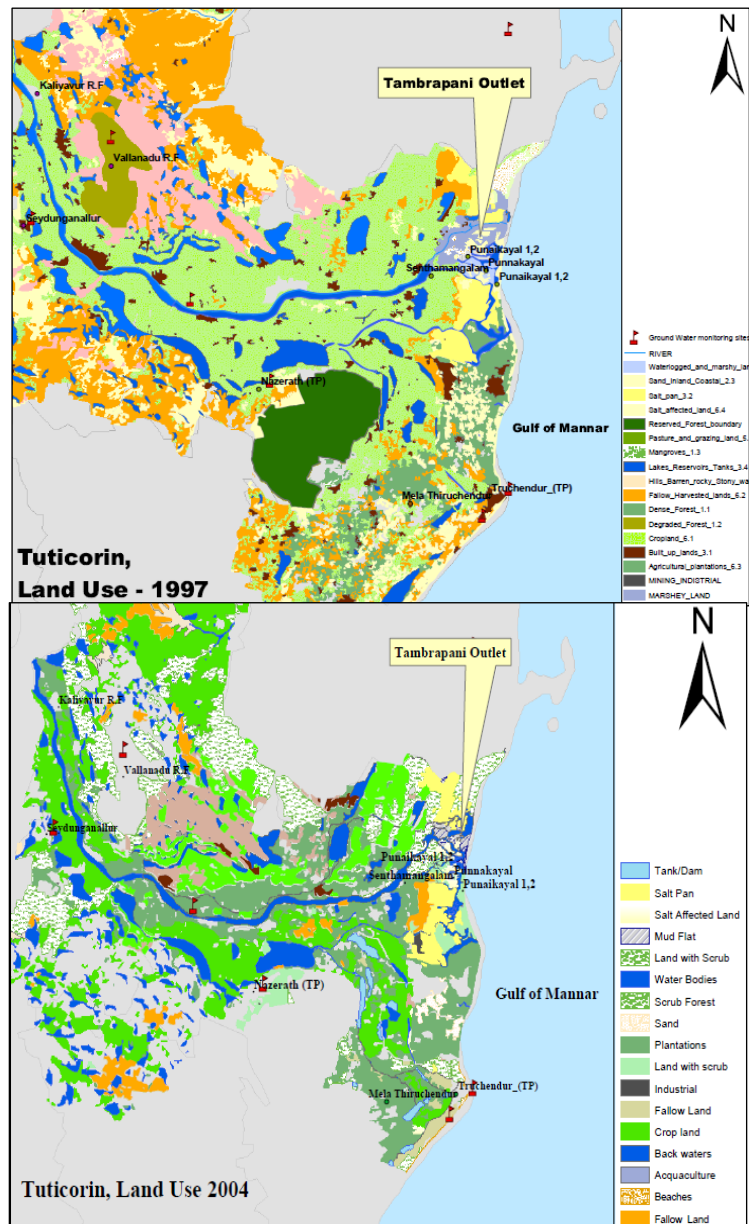 N
Kaliyavur R.F
Tambrapani Outlet
Vallanadu R.F
Seydunganallur
Punaikayal 1,2
Senthamangalam
Punnakayal
Punaikayal 1,2
Nazerath (TP)
Gulf of Mannar
Mela Thiruchendur
Truchendur_(TP)
Tuticorin,
Land Use - 1997
Ground Water monitoring sites
RIVER
Waterlogged_and_marshy_lan
Sand_Inland_Coastal_2.3
Salt_pan_3.2
Salt_affected_land_6.4
Reserved_Forest_boundary
Pasture_and_grazing_land_5.
Mangroves_1.3
Lakes_Reservoirs_Tanks_3.4
Hills_Barren_rocky_Stony_wa
Fallow_Harvested_lands_6.2
Dense_Forest_1.1
Degraded_Forest_1.2
Cropland_6.1
Built_up_lands_3.1
Agricultural_plantations_6.3
MINING_INDISTRIAL
MARSHEY_LAND
N
Tambrapani Outlet
Kaliyavur R.F
Vallanadu R.F
Seydunganallur
Punaikayal 1,2
Senthamangalam
Punnakayal
Punaikayal 1,2
Nazerath (TP)
Gulf of Mannar
Mela Thiruchendur
Truchendur_(TP)
Tuticorin, Land Use 2004
Tank/Dam
Salt Pan
Salt Affected Land
Mud Flat
Land with Scrub
Water Bodies
Scrub Forest
Sand
Plantations
Land with scrub
Industrial
Fallow Land
Crop land
Back waters
Acquaculture
Beaches
Fallow Land